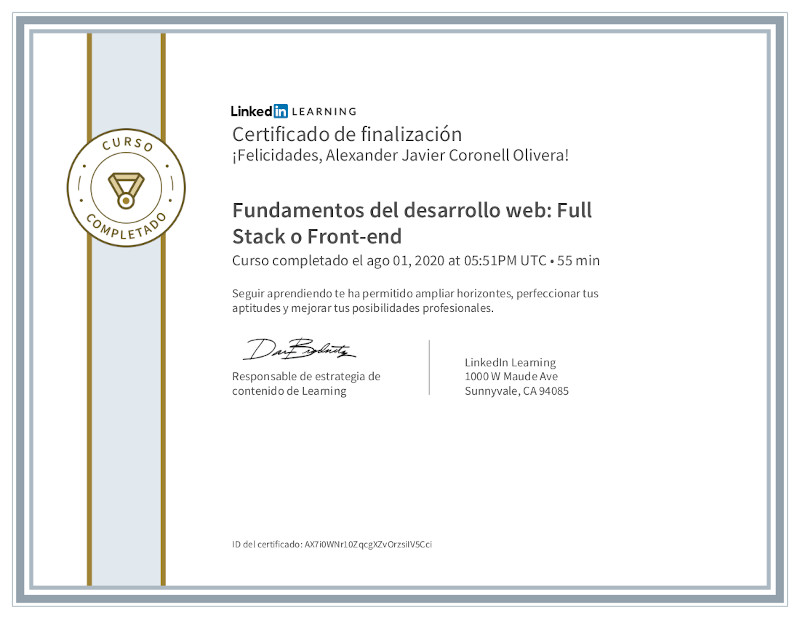 CURSO
COMPLETADO
Linked in LEARNING
Certificado de finalización
¡Felicidades, Alexander Javier Coronell Olivera!
Fundamentos del desarrollo web: Full
Stack o Front-end
Curso completado el ago 01, 2020 at 05:51PM UTC • 55 min
Seguir aprendiendo te ha permitido ampliar horizontes, perfeccionar tus
aptitudes y mejorar tus posibilidades profesionales.
Responsable de estrategia de
contenido de Learning
LinkedIn Learning
1000 W Maude Ave
Sunnyvale, CA 94085
ID del certificado: